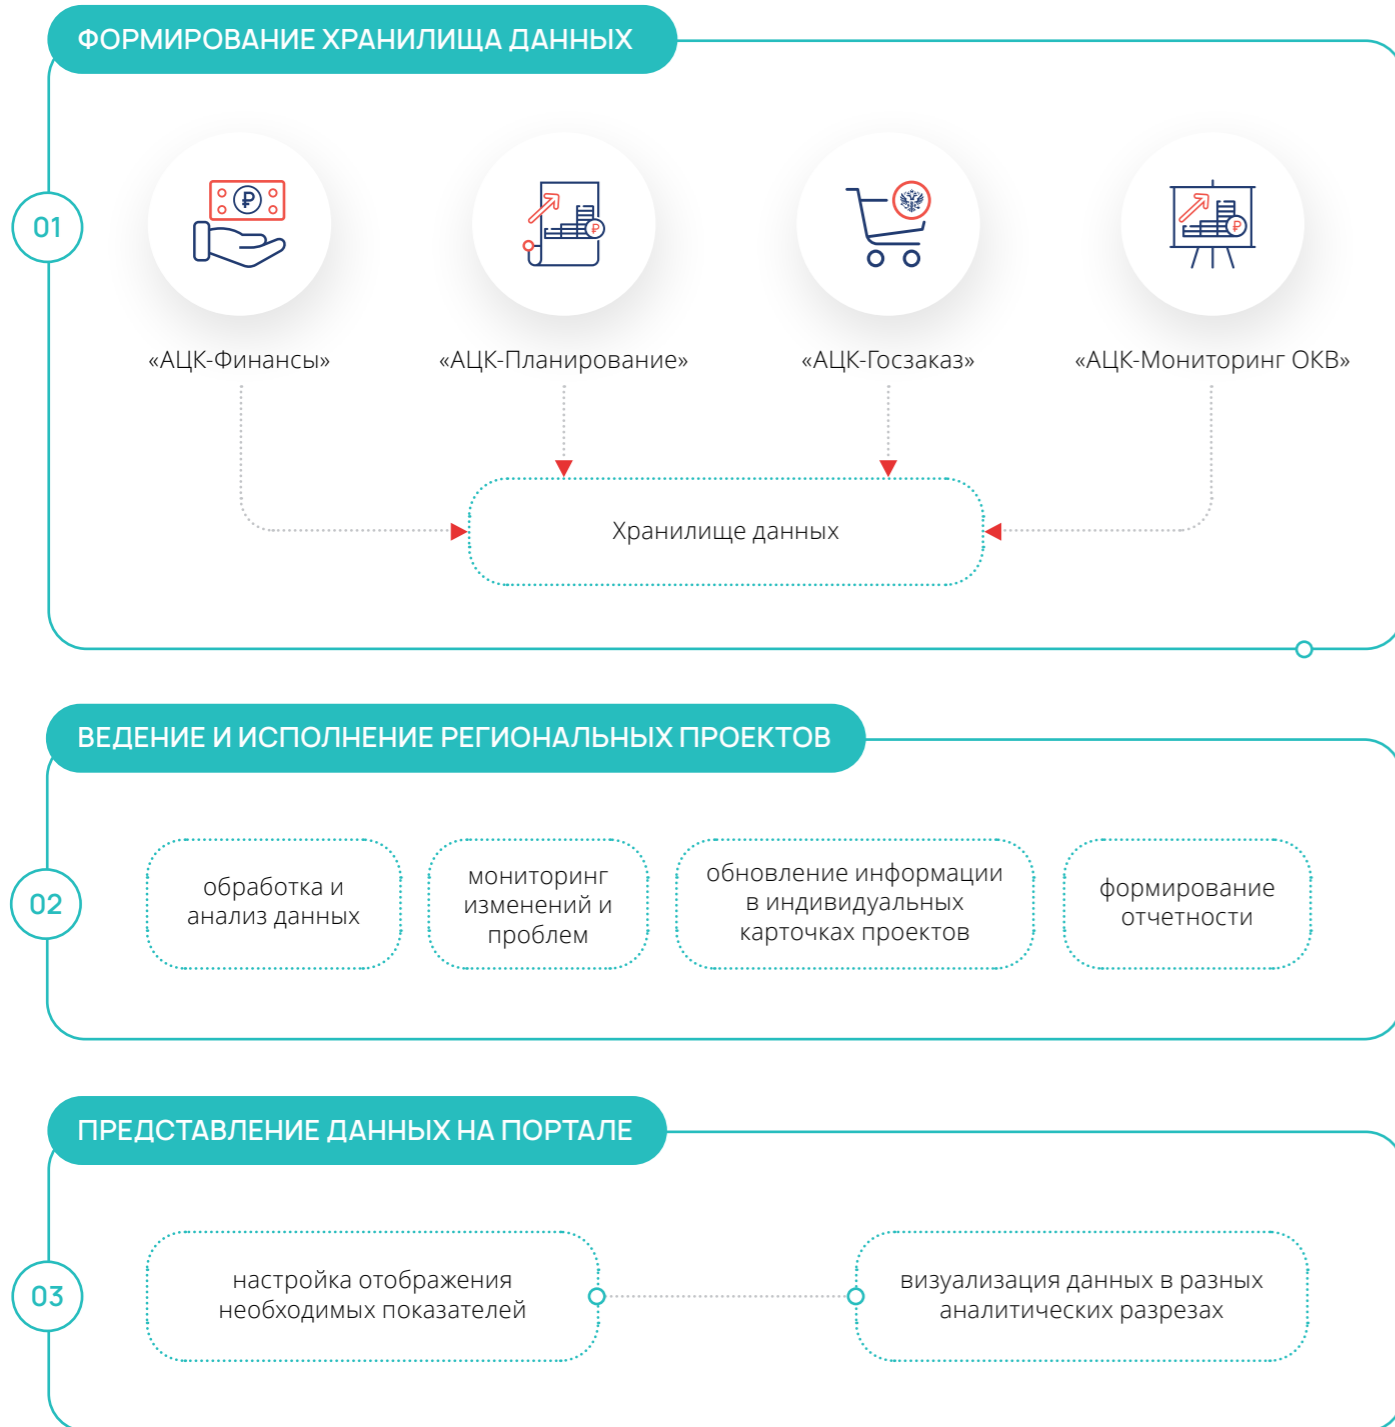 ФОРМИРОВАНИЕ ХРАНИЛИЩА ДАННЫХ
01
₽
₽
₽
«АЦК-Финансы»
«АЦК-Планирование»
«АЦК-Госзаказ»
«АЦК-Мониторинг ОКВ»
Хранилище данных
ВЕДЕНИЕ И ИСПОЛНЕНИЕ РЕГИОНАЛЬНЫХ ПРОЕКТОВ
02
обработка и
анализ данных
мониторинг
изменений и
проблем
обновление информации
в индивидуальных
карточках проектов
формирование
отчетности
ПРЕДСТАВЛЕНИЕ ДАННЫХ НА ПОРТАЛЕ
03
настройка отображения
необходимых показателей
визуализация данных в разных
аналитических разрезах